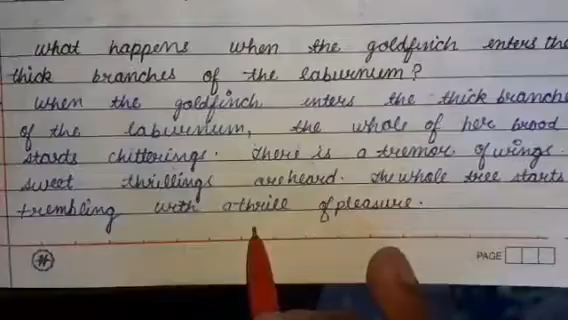 what happens when the goldfinch enters the
thick branches of the laburnum?
When the goldfinch enters the thick branche
of the laburnum, the whole of her brood
starts chitterings. There is a tremor of wings.
sweet thrillings are heard. The whole tree starts
trembling with a thrill of pleasure.
PAGE